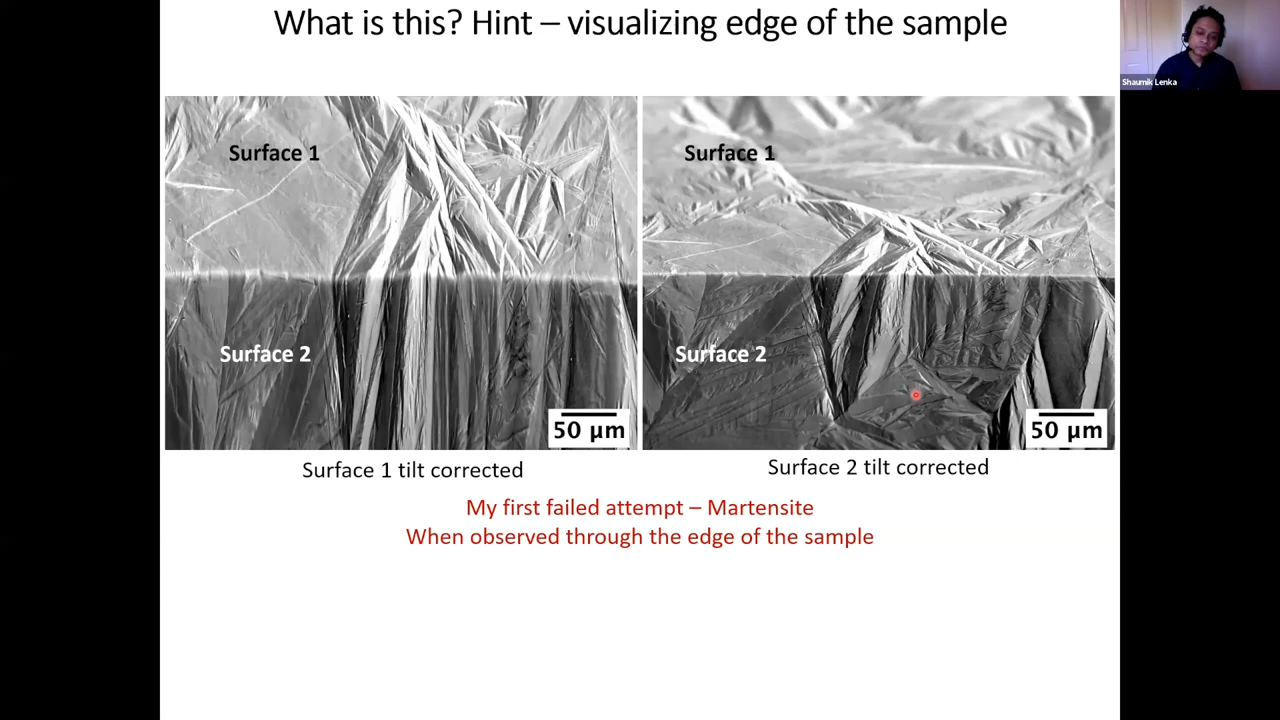 What is this? Hint – visualizing edge of the sample
Shaumik Lenka
Surface 1
Surface 1
Surface 2
Surface 2
50 µm
50 µm
Surface 1 tilt corrected
Surface 2 tilt corrected
My first failed attempt – Martensite
When observed through the edge of the sample